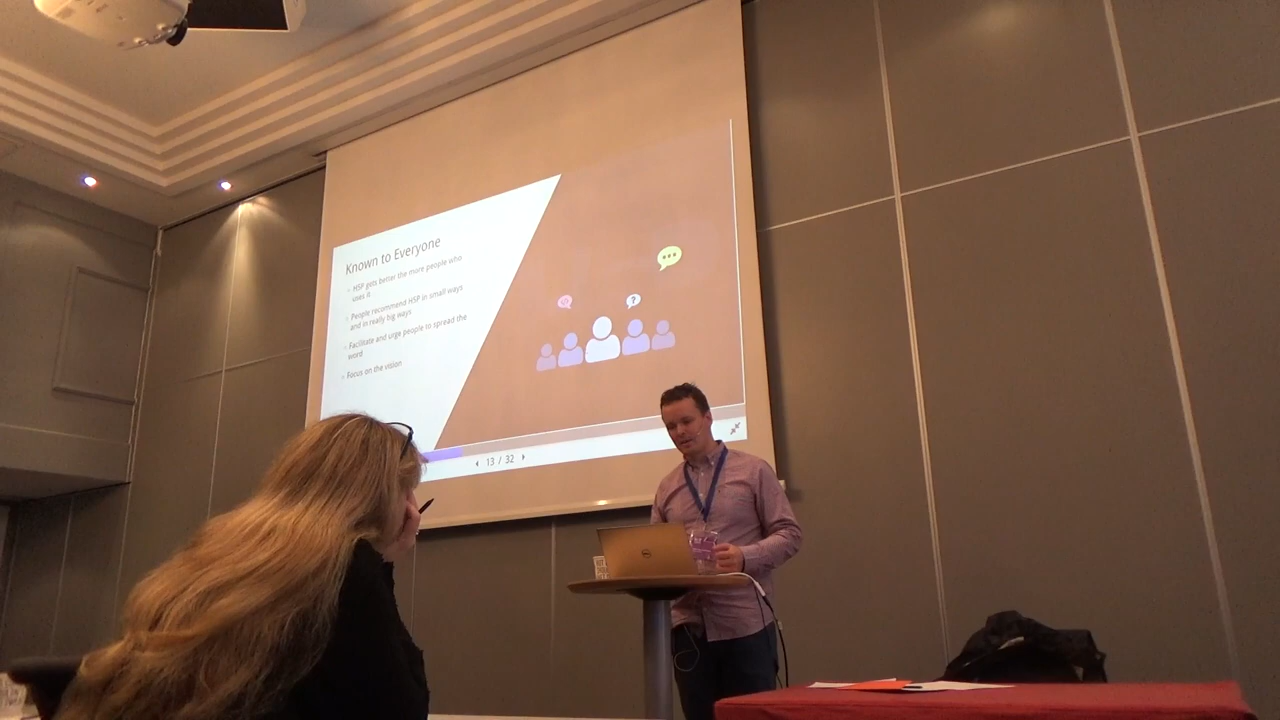 Known to Everyone
HSP gets better the more people who
uses it
People recommend HSP in small ways
and in really big ways
Facilitate and urge people to spread the
word
Focus on the vision
?
13 / 32
DELL